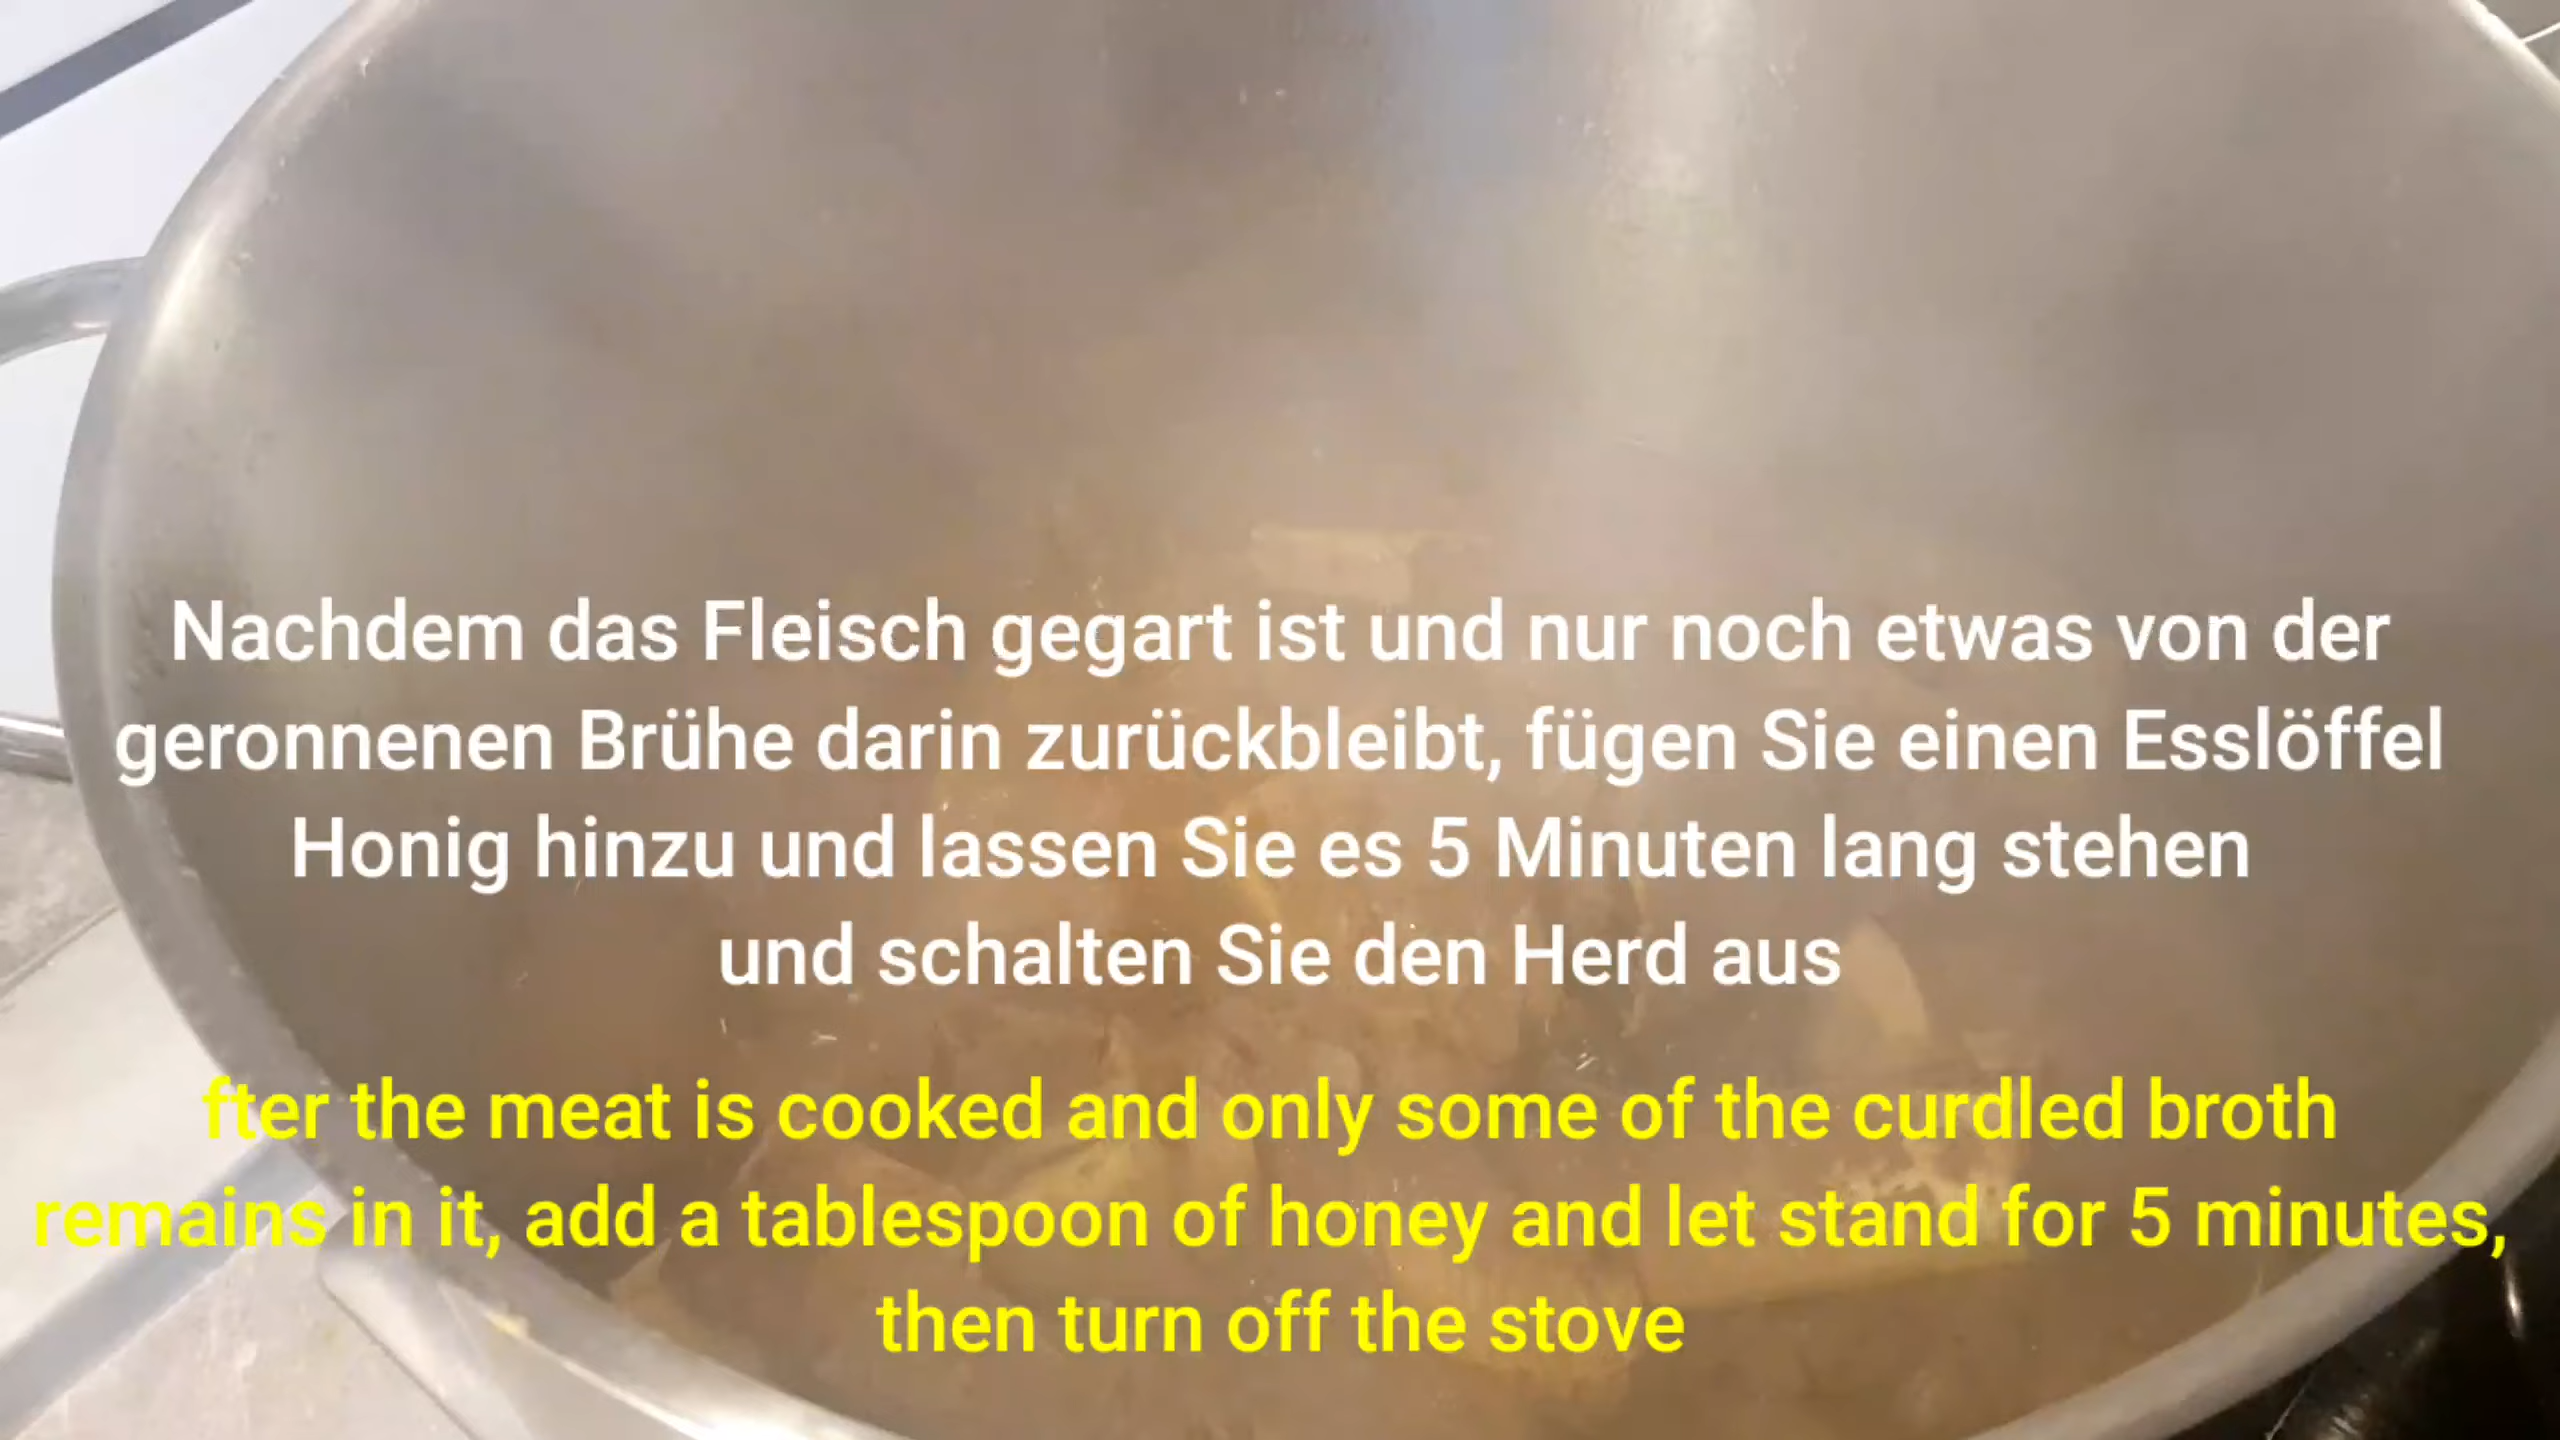 Nachdem das Fleisch gegart ist und nur noch etwas von der
geronnenen Brühe darin zurückbleibt, fügen Sie einen Esslöffel
Honig hinzu und lassen Sie es 5 Minuten lang stehen
und schalten Sie den Herd aus
fter the meat is cooked and only some of the curdled broth
remains in it, add a tablespoon of honey and let stand for 5 minutes,
then turn off the stove